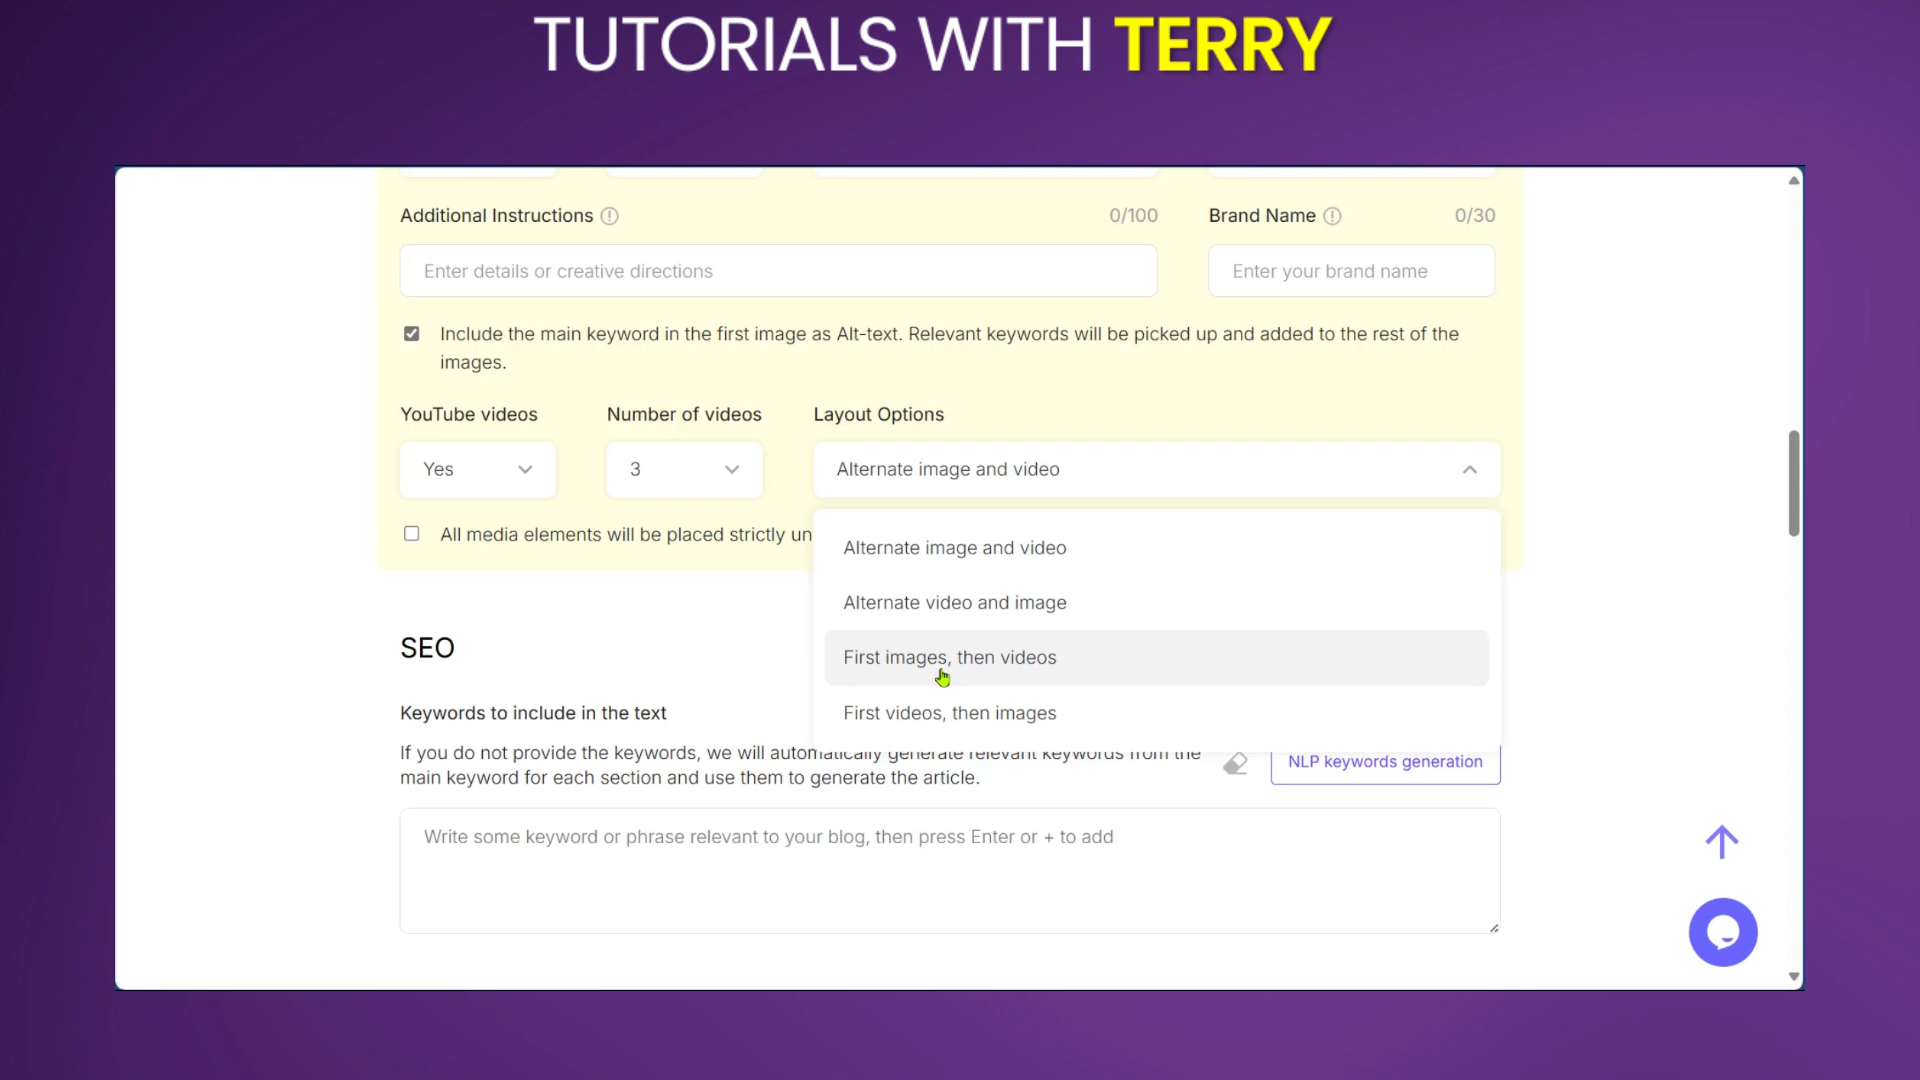 TUTORIALS WITH TERRY
Additional Instructions 0/100 Brand Name 0/30
Enter details or creative directions Enter your brand name
Include the main keyword in the first image as Alt-text. Relevant keywords will be picked up and added to the rest of the
images.
YouTube videos Number of videos Layout Options
Yes 3 Alternate image and video
All media elements will be placed strictly un
Alternate image and video
Alternate video and image
First images, then videos
First videos, then images
SEO
Keywords to include in the text
If you do not provide the keywords, we will automatically generate relevant keywords from the
main keyword for each section and use them to generate the article.
NLP keywords generation
Write some keyword or phrase relevant to your blog, then press Enter or + to add